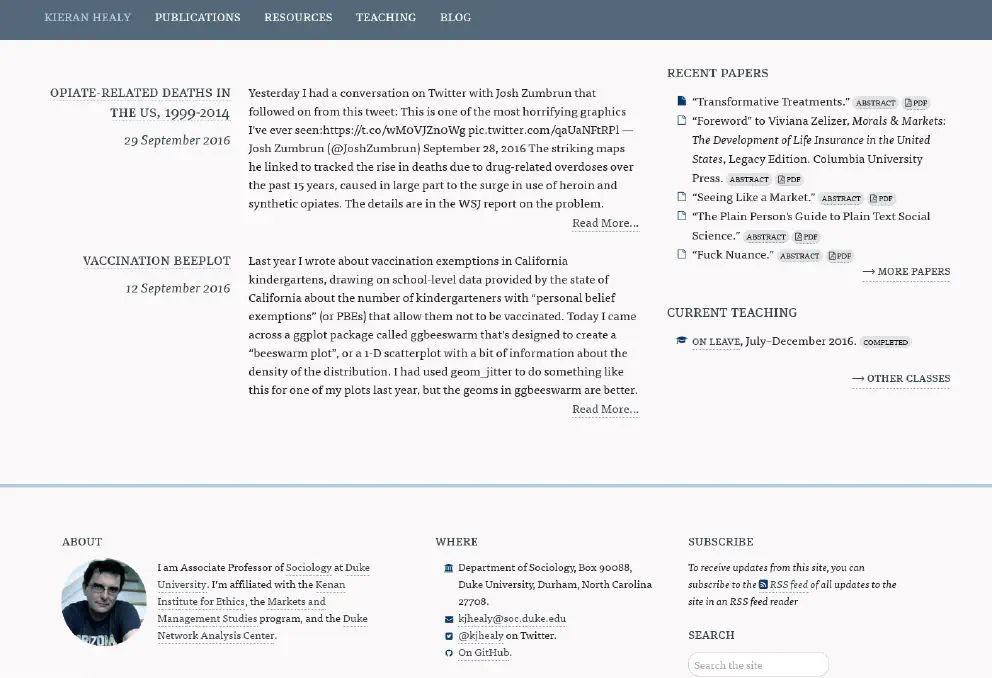 KIERAN HEALY PUBLICATIONS RESOURCES TEACHING BLOG
OPIATE-RELATED DEATHS IN
THE US, 1999-2014
29 September 2016
Yesterday I had a conversation on Twitter with Josh Zumbrun that
followed on from this tweet: This is one of the most horrifying graphics
I've ever seen:https://t.co/wMoVJZnoWg pic.twitter.com/qaUaNFtRPl —
Josh Zumbrun (@JoshZumbrun) September 28, 2016 The striking maps
he linked to tracked the rise in deaths due to drug-related overdoses over
the past 15 years, caused in large part to the surge in use of heroin and
synthetic opiates. The details are in the WSJ report on the problem.
Read More…
VACCINATION BEEPLOT
12 September 2016
Last year I wrote about vaccination exemptions in California
kindergartens, drawing on school-level data provided by the state of
California about the number of kindergarteners with “personal belief
exemptions” (or PBEs) that allow them not to be vaccinated. Today I came
across a ggplot package called ggbeeswarm that's designed to create a
“beeswarm plot”, or a 1-D scatterplot with a bit of information about the
density of the distribution. I had used geom_jitter to do something like
this for one of my plots last year, but the geoms in ggbeeswarm are better.
Read More…
RECENT PAPERS
“Transformative Treatments.” ABSTRACT PDF
“Foreword” to Viviana Zelizer, Morals & Markets:
The Development of Life Insurance in the United
States, Legacy Edition. Columbia University
Press. ABSTRACT PDF
“Seeing Like a Market.” ABSTRACT PDF
“The Plain Person's Guide to Plain Text Social
Science.” ABSTRACT PDF
“Fuck Nuance.” ABSTRACT PDF
→ MORE PAPERS
CURRENT TEACHING
ON LEAVE, July–December 2016. COMPLETED
→ OTHER CLASSES
ABOUT
I am Associate Professor of Sociology at Duke
University. I'm affiliated with the Kenan
Institute for Ethics, the Markets and
Management Studies program, and the Duke
Network Analysis Center.
ARIZONA
WHERE
Department of Sociology, Box 90088,
Duke University, Durham, North Carolina
27708.
kjhealy@soc.duke.edu
@kjhealy on Twitter.
On GitHub.
SUBSCRIBE
To receive updates from this site, you can
subscribe to the RSS feed of all updates to the
site in an RSS feed reader
SEARCH
Search the site